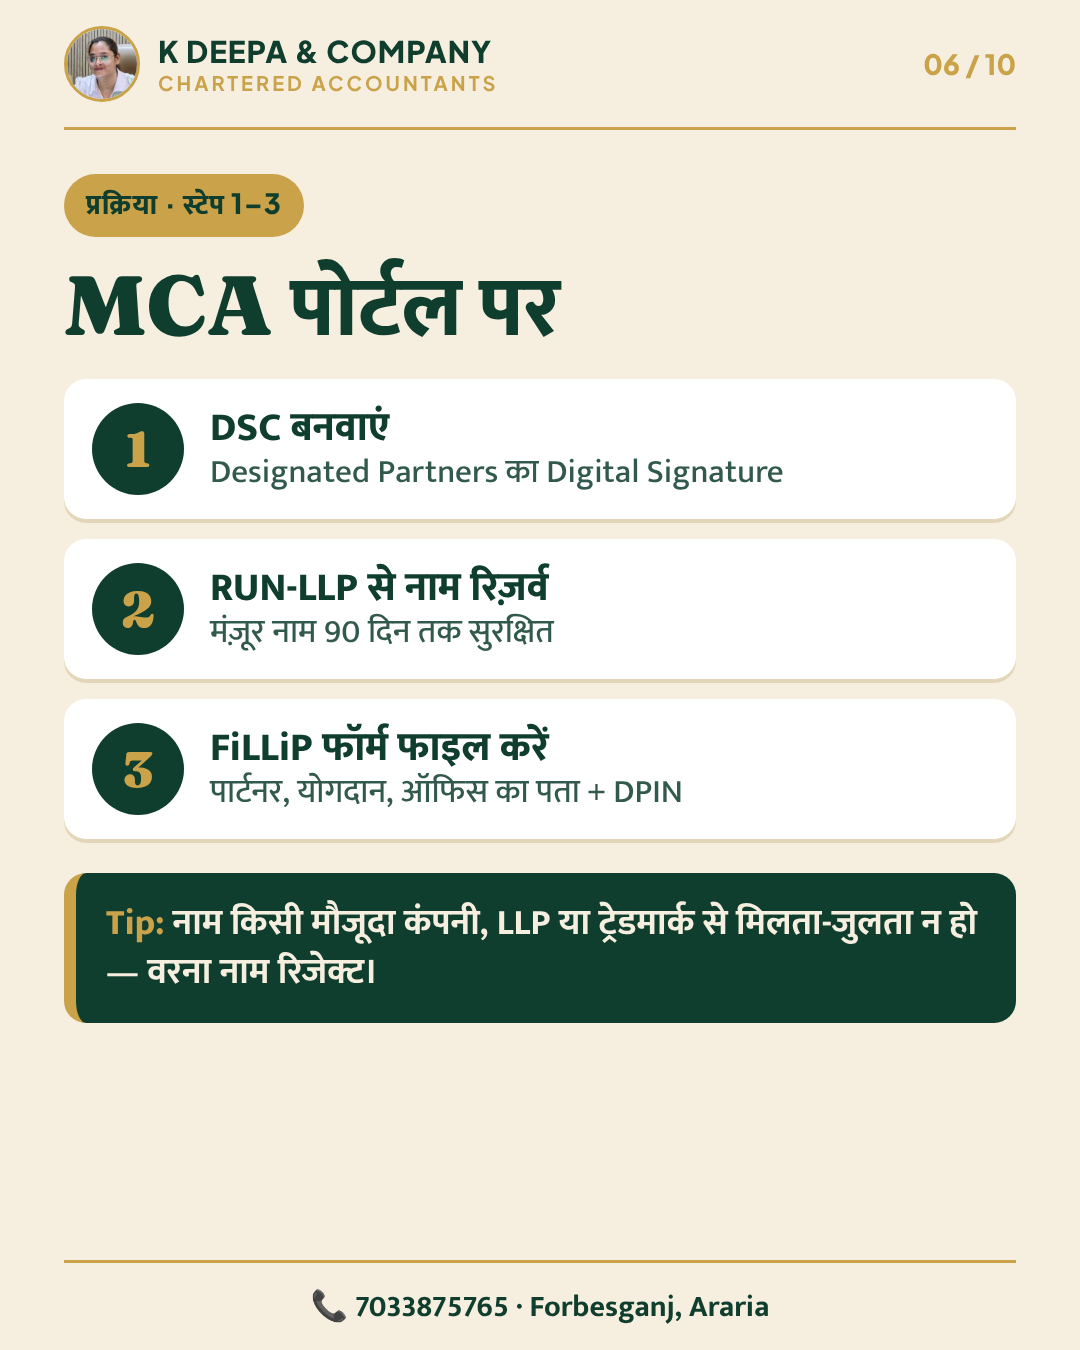 K DEEPA & COMPANY
CHARTERED ACCOUNTANTS
06 / 10
प्रक्रिया · स्टेप 1–3
MCA पोर्टल पर
1
DSC बनवाएं
Designated Partners का Digital Signature
2
RUN-LLP से नाम रिज़र्व
मंज़ूर नाम 90 दिन तक सुरक्षित
3
FiLLiP फॉर्म फाइल करें
पार्टनर, योगदान, ऑफिस का पता + DPIN
Tip: नाम किसी मौजूदा कंपनी, LLP या ट्रेडमार्क से मिलता-जुलता न हो
— वरना नाम रिजेक्ट।
📞 7033875765 · Forbesganj, Araria